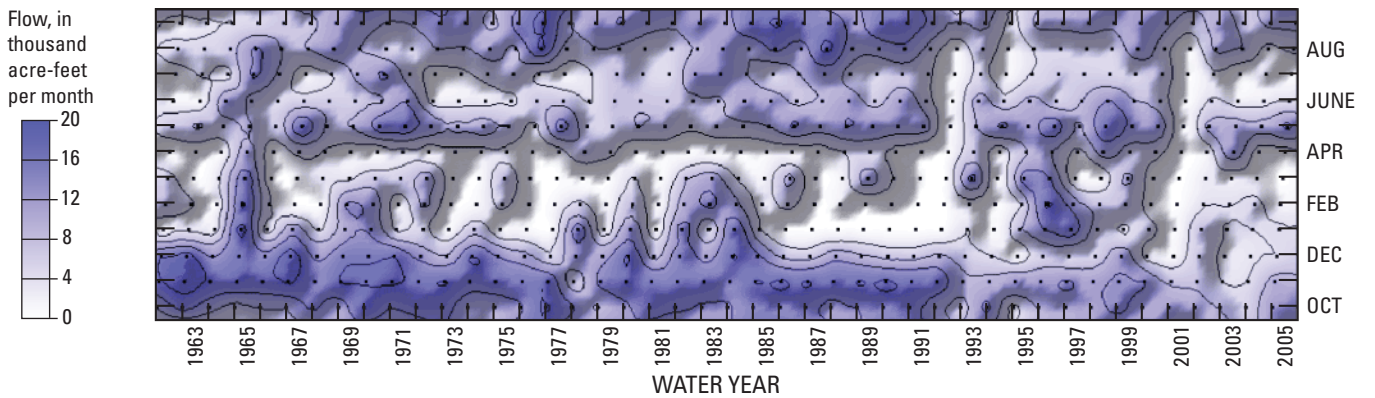 Flow, in
thousand
acre-feet
per month
20
16
12
8
4
0
AUG
JUNE
APR
FEB
DEC
OCT
1963
1965
1967
1969
1971
1973
1975
1977
1979
1981
1983
1985
1987
1989
1991
1993
1995
1997
1999
2001
2003
2005
WATER YEAR